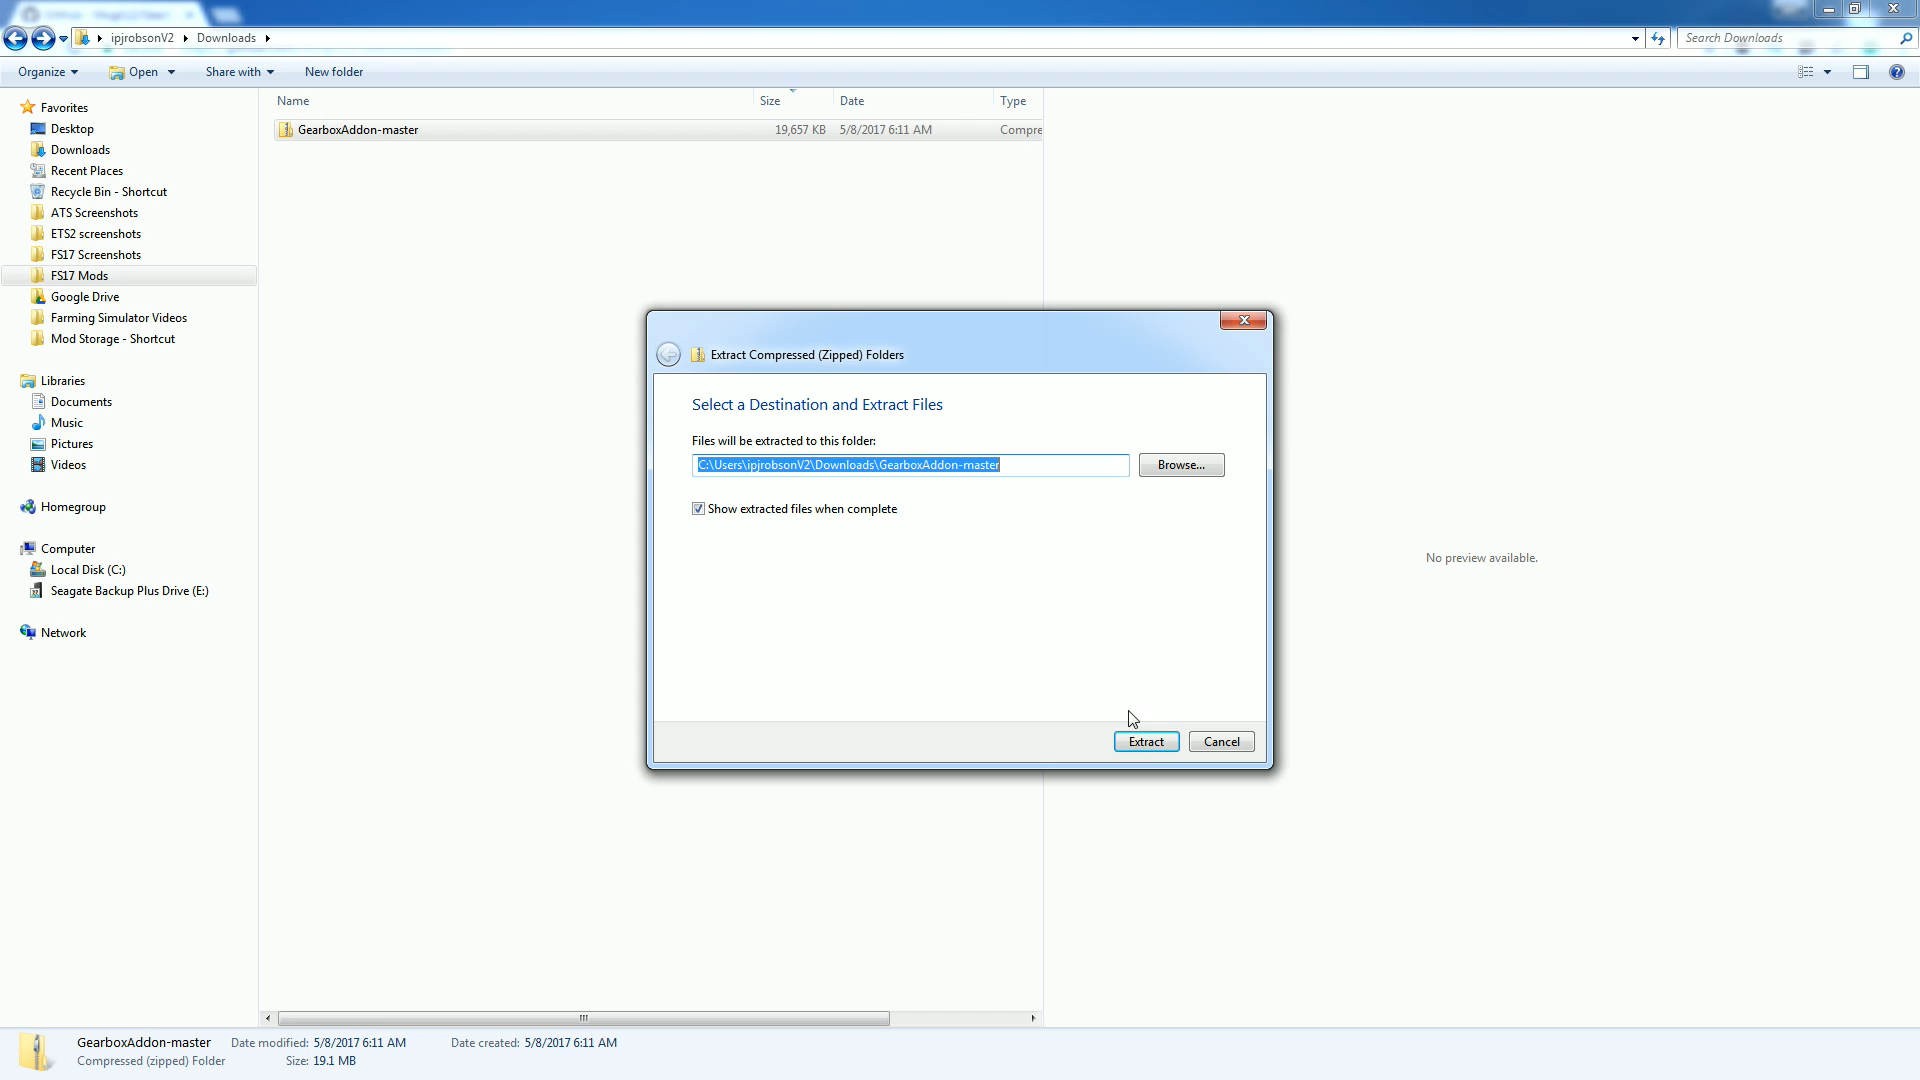 ipjrobsonV2 Downloads
Search Downloads
Organize Open Share with New folder
Name Size Date Type
GearboxAddon-master 19,657 KB 5/8/2017 6:11 AM Compre
Favorites
Desktop
Downloads
Recent Places
Recycle Bin - Shortcut
ATS Screenshots
ETS2 screenshots
FS17 Screenshots
FS17 Mods
Google Drive
Farming Simulator Videos
Mod Storage - Shortcut
Libraries
Documents
Music
Pictures
Videos
Homegroup
Computer
Local Disk (C:)
Seagate Backup Plus Drive (E:)
Network
Extract Compressed (Zipped) Folders
Select a Destination and Extract Files
Files will be extracted to this folder:
C:\Users\ipjrobsonV2\Downloads\GearboxAddon-master
Browse...
Show extracted files when complete
Extract Cancel
No preview available.
GearboxAddon-master Date modified: 5/8/2017 6:11 AM Date created: 5/8/2017 6:11 AM
Compressed (zipped) Folder Size: 19.1 MB